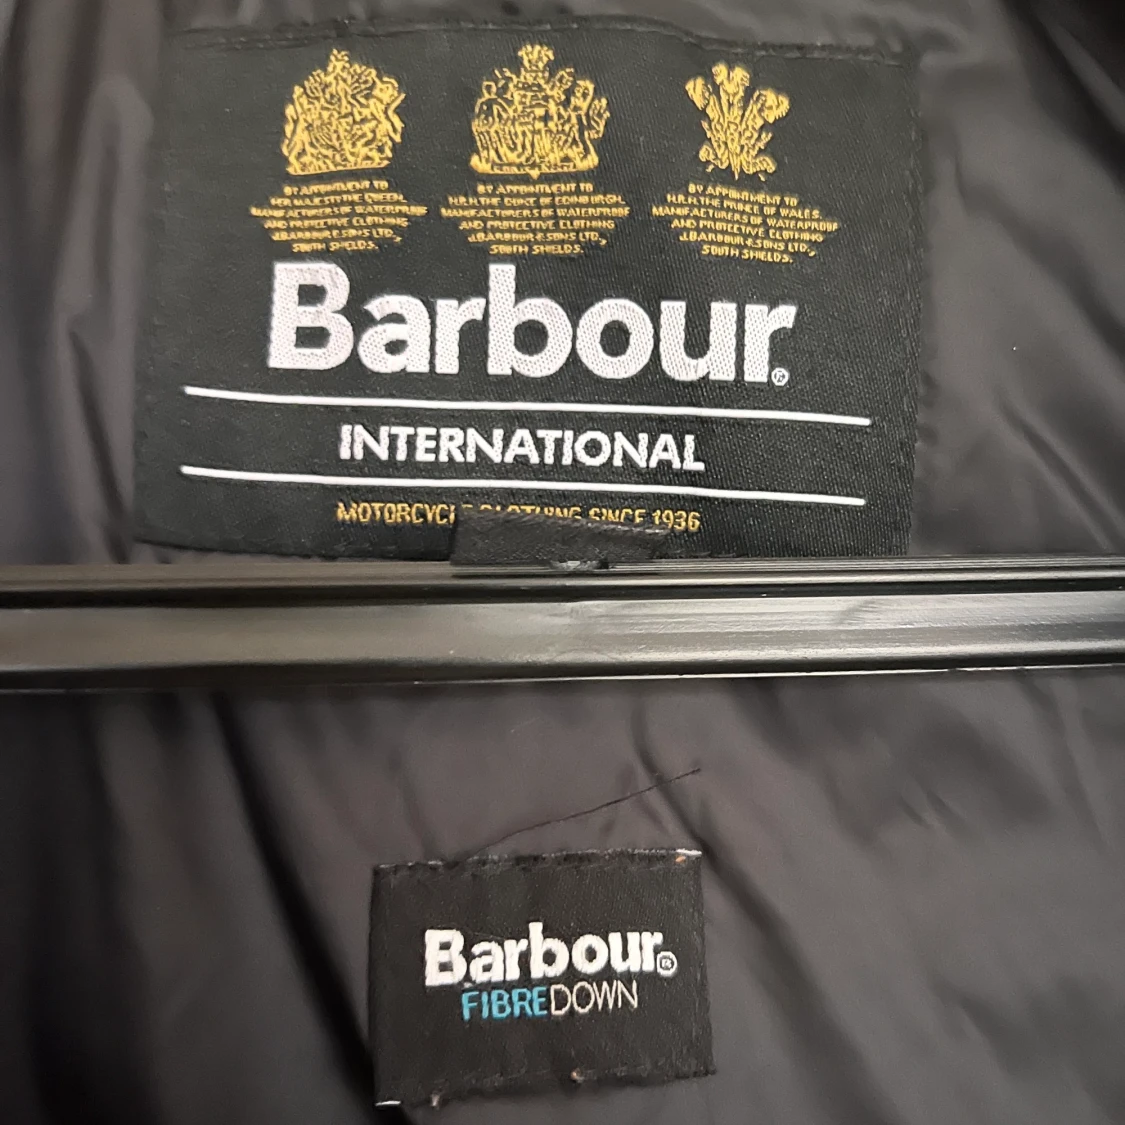 BY APPOINTMENT TO
HER MAJESTY THE QUEEN.
MANUFACTURERS OF WATERPROOF
AND PROTECTIVE CLOTHING
J.BARBOUR & SONS LTD.,
SOUTH SHIELDS.
BY APPOINTMENT TO
H.R.H. THE DUKE OF EDINBURGH.
MANUFACTURERS OF WATERPROOF
AND PROTECTIVE CLOTHING
J.BARBOUR & SONS LTD.,
SOUTH SHIELDS.
BY APPOINTMENT TO
H.R.H. THE PRINCE OF WALES.
MANUFACTURERS OF WATERPROOF
AND PROTECTIVE CLOTHING
J.BARBOUR & SONS LTD.,
SOUTH SHIELDS.
Barbour®
INTERNATIONAL
MOTORCYCLE CLOTHING SINCE 1936
Barbour®
FIBREDOWN